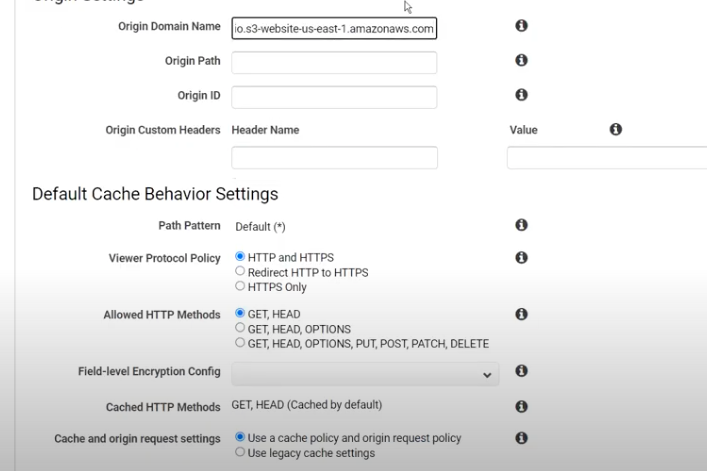 Origin Settings
Origin Domain Name io.s3-website-us-east-1.amazonaws.com
Origin Path
Origin ID
Origin Custom Headers Header Name Value
Default Cache Behavior Settings
Path Pattern Default (*)
Viewer Protocol Policy HTTP and HTTPS
Redirect HTTP to HTTPS
HTTPS Only
Allowed HTTP Methods GET, HEAD
GET, HEAD, OPTIONS
GET, HEAD, OPTIONS, PUT, POST, PATCH, DELETE
Field-level Encryption Config
Cached HTTP Methods GET, HEAD (Cached by default)
Cache and origin request settings Use a cache policy and origin request policy
Use legacy cache settings